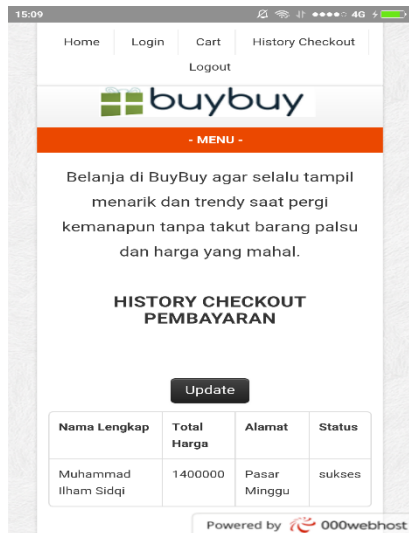 15:09 4G
Home Login Cart History Checkout
Logout
buybuy
- MENU -
Belanja di BuyBuy agar selalu tampil
menarik dan trendy saat pergi
kemanapun tanpa takut barang palsu
dan harga yang mahal.
HISTORY CHECKOUT
PEMBAYARAN
Update
Nama Lengkap Total Harga Alamat Status
Muhammad Ilham Sidqi 1400000 Pasar Minggu sukses
Powered by 000webhost